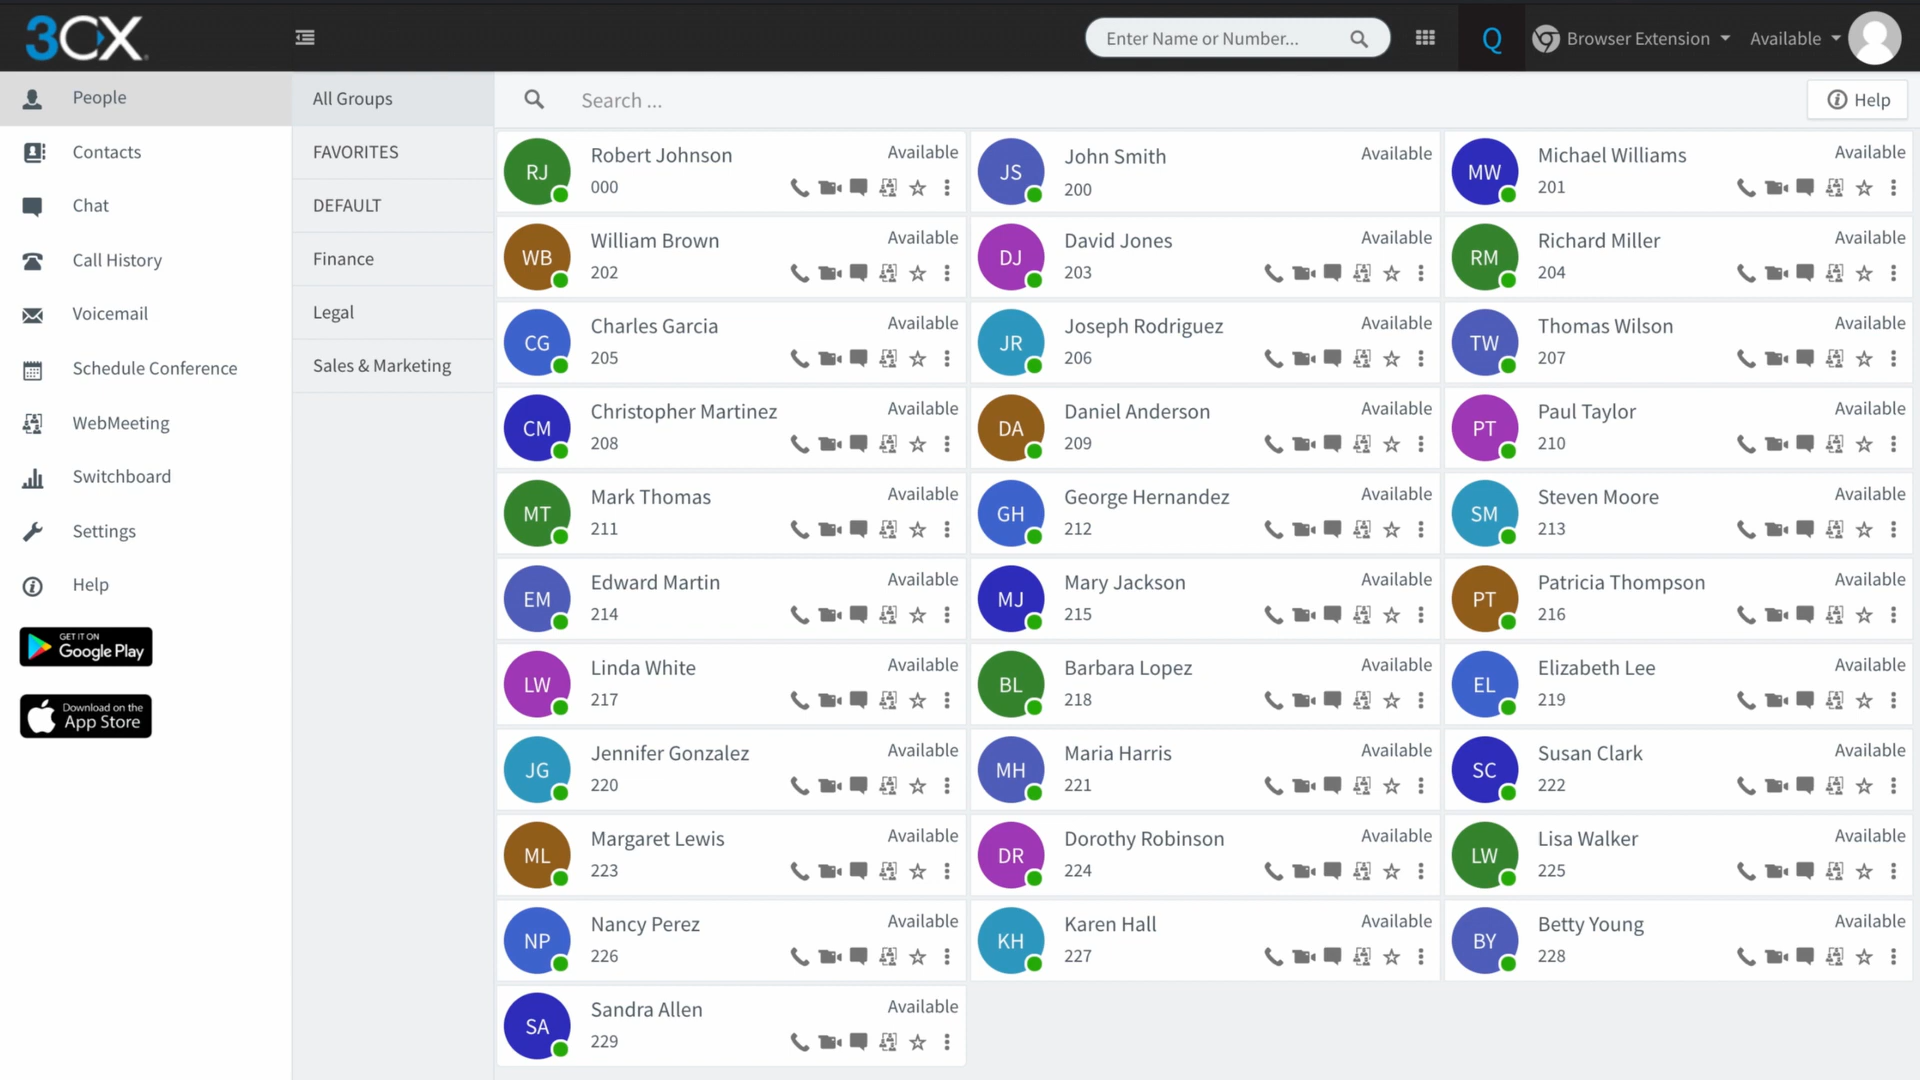 3CX
Enter Name or Number...
Q
Browser Extension
Available
People
Contacts
Chat
Call History
Voicemail
Schedule Conference
WebMeeting
Switchboard
Settings
Help
GET IT ON
Google Play
Download on the
App Store
All Groups
FAVORITES
DEFAULT
Finance
Legal
Sales & Marketing
Search ...
Help
RJ
Robert Johnson
Available
000
JS
John Smith
Available
200
MW
Michael Williams
Available
201
WB
William Brown
Available
202
DJ
David Jones
Available
203
RM
Richard Miller
Available
204
CG
Charles Garcia
Available
205
JR
Joseph Rodriguez
Available
206
TW
Thomas Wilson
Available
207
CM
Christopher Martinez
Available
208
DA
Daniel Anderson
Available
209
PT
Paul Taylor
Available
210
MT
Mark Thomas
Available
211
GH
George Hernandez
Available
212
SM
Steven Moore
Available
213
EM
Edward Martin
Available
214
MJ
Mary Jackson
Available
215
PT
Patricia Thompson
Available
216
LW
Linda White
Available
217
BL
Barbara Lopez
Available
218
EL
Elizabeth Lee
Available
219
JG
Jennifer Gonzalez
Available
220
MH
Maria Harris
Available
221
SC
Susan Clark
Available
222
ML
Margaret Lewis
Available
223
DR
Dorothy Robinson
Available
224
LW
Lisa Walker
Available
225
NP
Nancy Perez
Available
226
KH
Karen Hall
Available
227
BY
Betty Young
Available
228
SA
Sandra Allen
Available
229